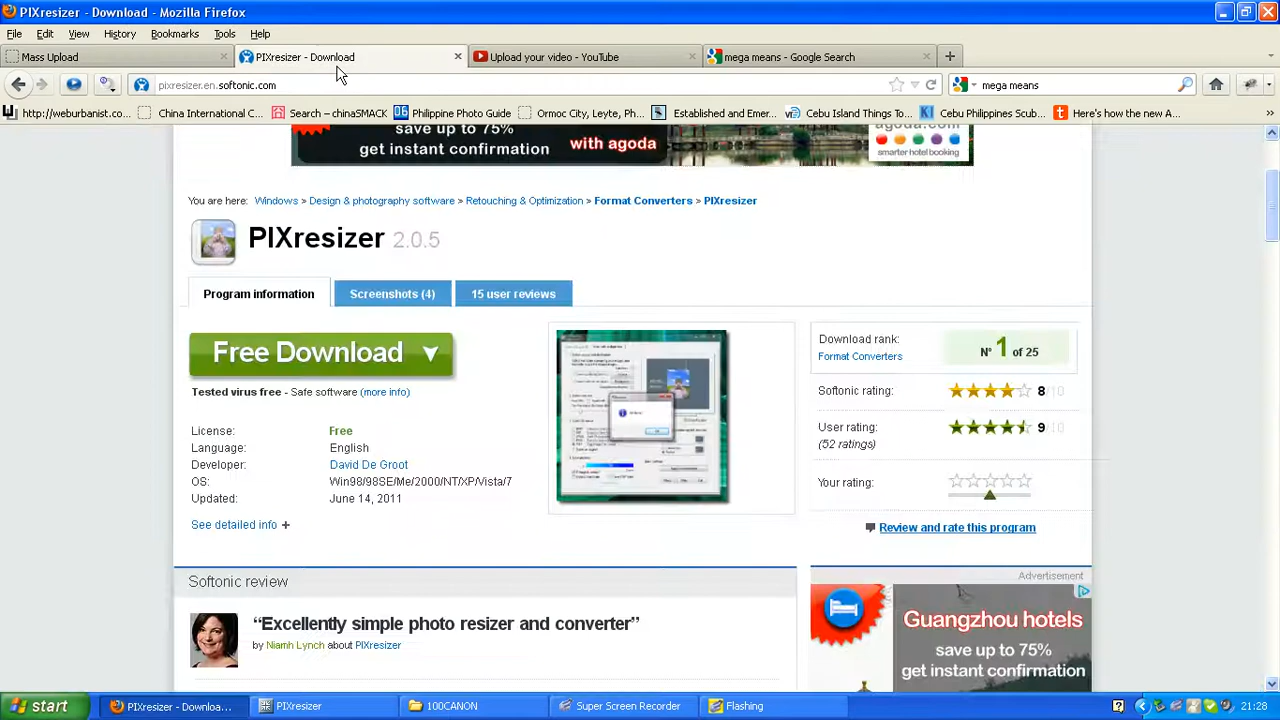 PIXresizer - Download - Mozilla Firefox
File Edit View History Bookmarks Tools Help
Mass Upload PIXresizer - Download Upload your video - YouTube mega means - Google Search
pixresizer.en.softonic.com mega means
http://weburbanist.c... China International C... Search – chinaSMACK Philippine Photo Guide Ormoc City, Leyte, Ph... Established and Emer... Cebu Island Things To... Cebu Philippines Scub... Here's how the new A... »
save up to 75%
get instant confirmation with agoda
agoda.com
smarter hotel booking
You are here: Windows » Design & photography software » Retouching & Optimization » Format Converters » PIXresizer
PIXresizer 2.0.5
Program information Screenshots (4) 15 user reviews
Free Download
Tested virus free - Safe software (more info)
License: Free
Language: English
Developer: David De Groot
OS: Win95/98SE/Me/2000/NT/XP/Vista/7
Updated: June 14, 2011
See detailed info +
Download rank:
Format Converters
Nº 1 of 25
Softonic rating: 8/10
User rating: 9/10
(52 ratings)
Your rating:
Review and rate this program
Softonic review
“Excellently simple photo resizer and converter”
by Niamh Lynch about PIXresizer
Advertisement
Guangzhou hotels
save up to 75%
get instant confirmation
start PIXresizer - Downloa... PIXresizer 100CANON Super Screen Recorder Flashing 21:28